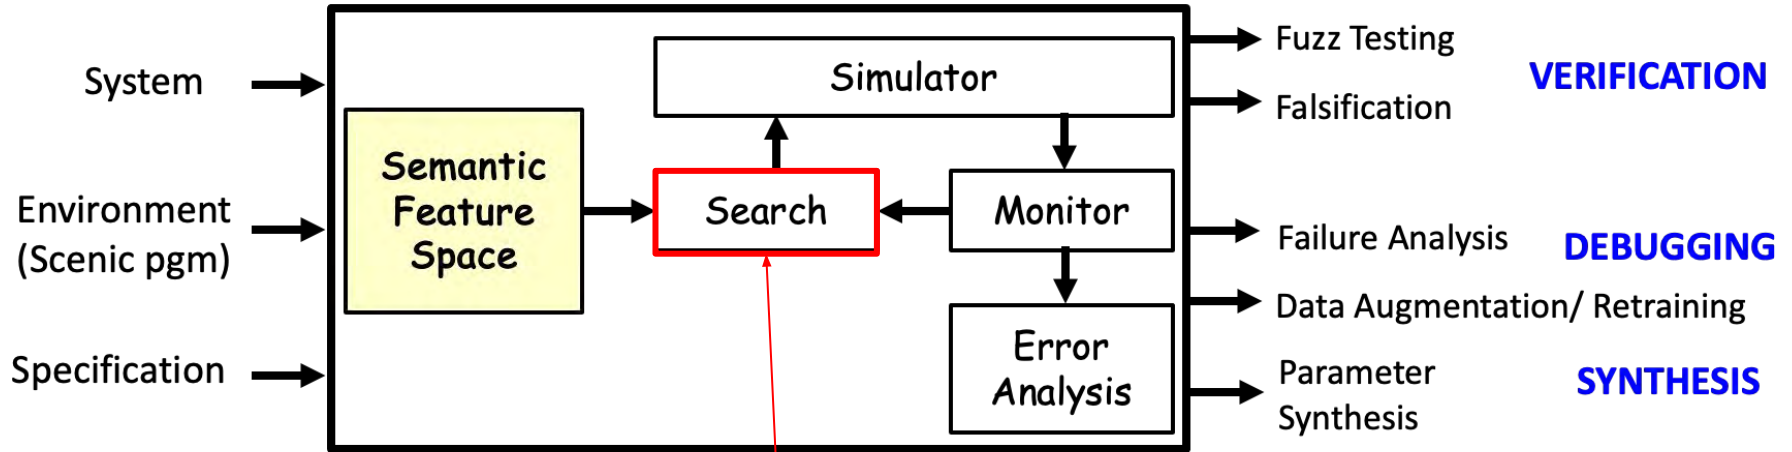 System
Environment
(Scenic pgm)
Specification
Semantic
Feature
Space
Simulator
Search
Monitor
Error
Analysis
Fuzz Testing
Falsification
VERIFICATION
Failure Analysis
DEBUGGING
Data Augmentation/ Retraining
Parameter
Synthesis
SYNTHESIS